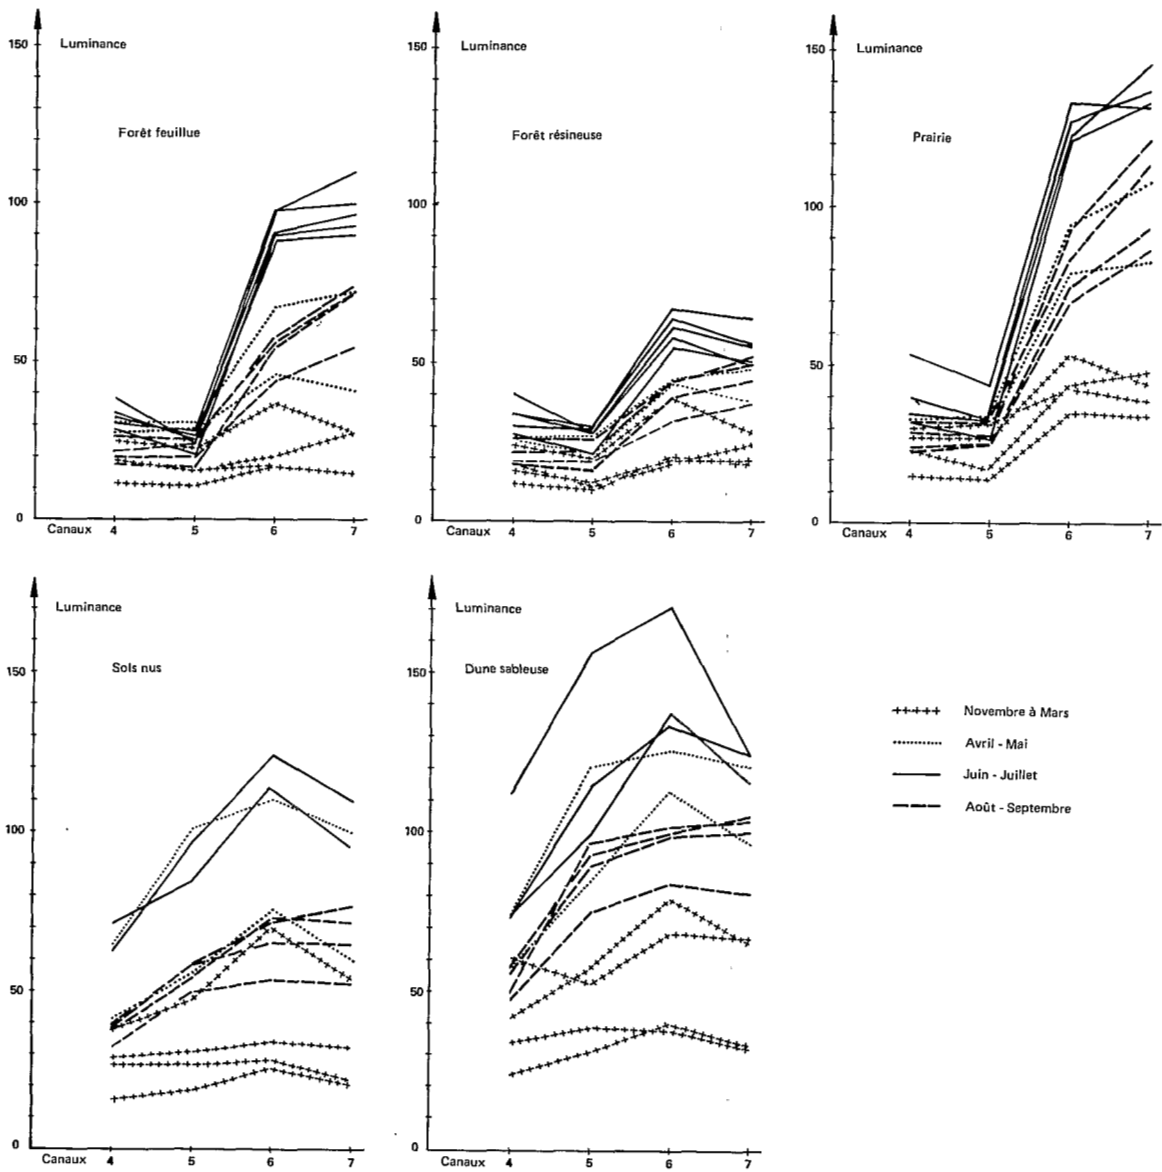 Luminance
Forêt feuillue
150
100
50
0
Canaux 4 5 6 7
Luminance
Forêt résineuse
150
100
50
0
Canaux 4 5 6 7
Luminance
Prairie
150
100
50
0
Canaux 4 5 6 7
Luminance
Sols nus
150
100
50
0
Canaux 4 5 6 7
Luminance
Dune sableuse
150
100
50
0
Canaux 4 5 6 7
Novembre à Mars
Avril - Mai
Juin - Juillet
Août - Septembre